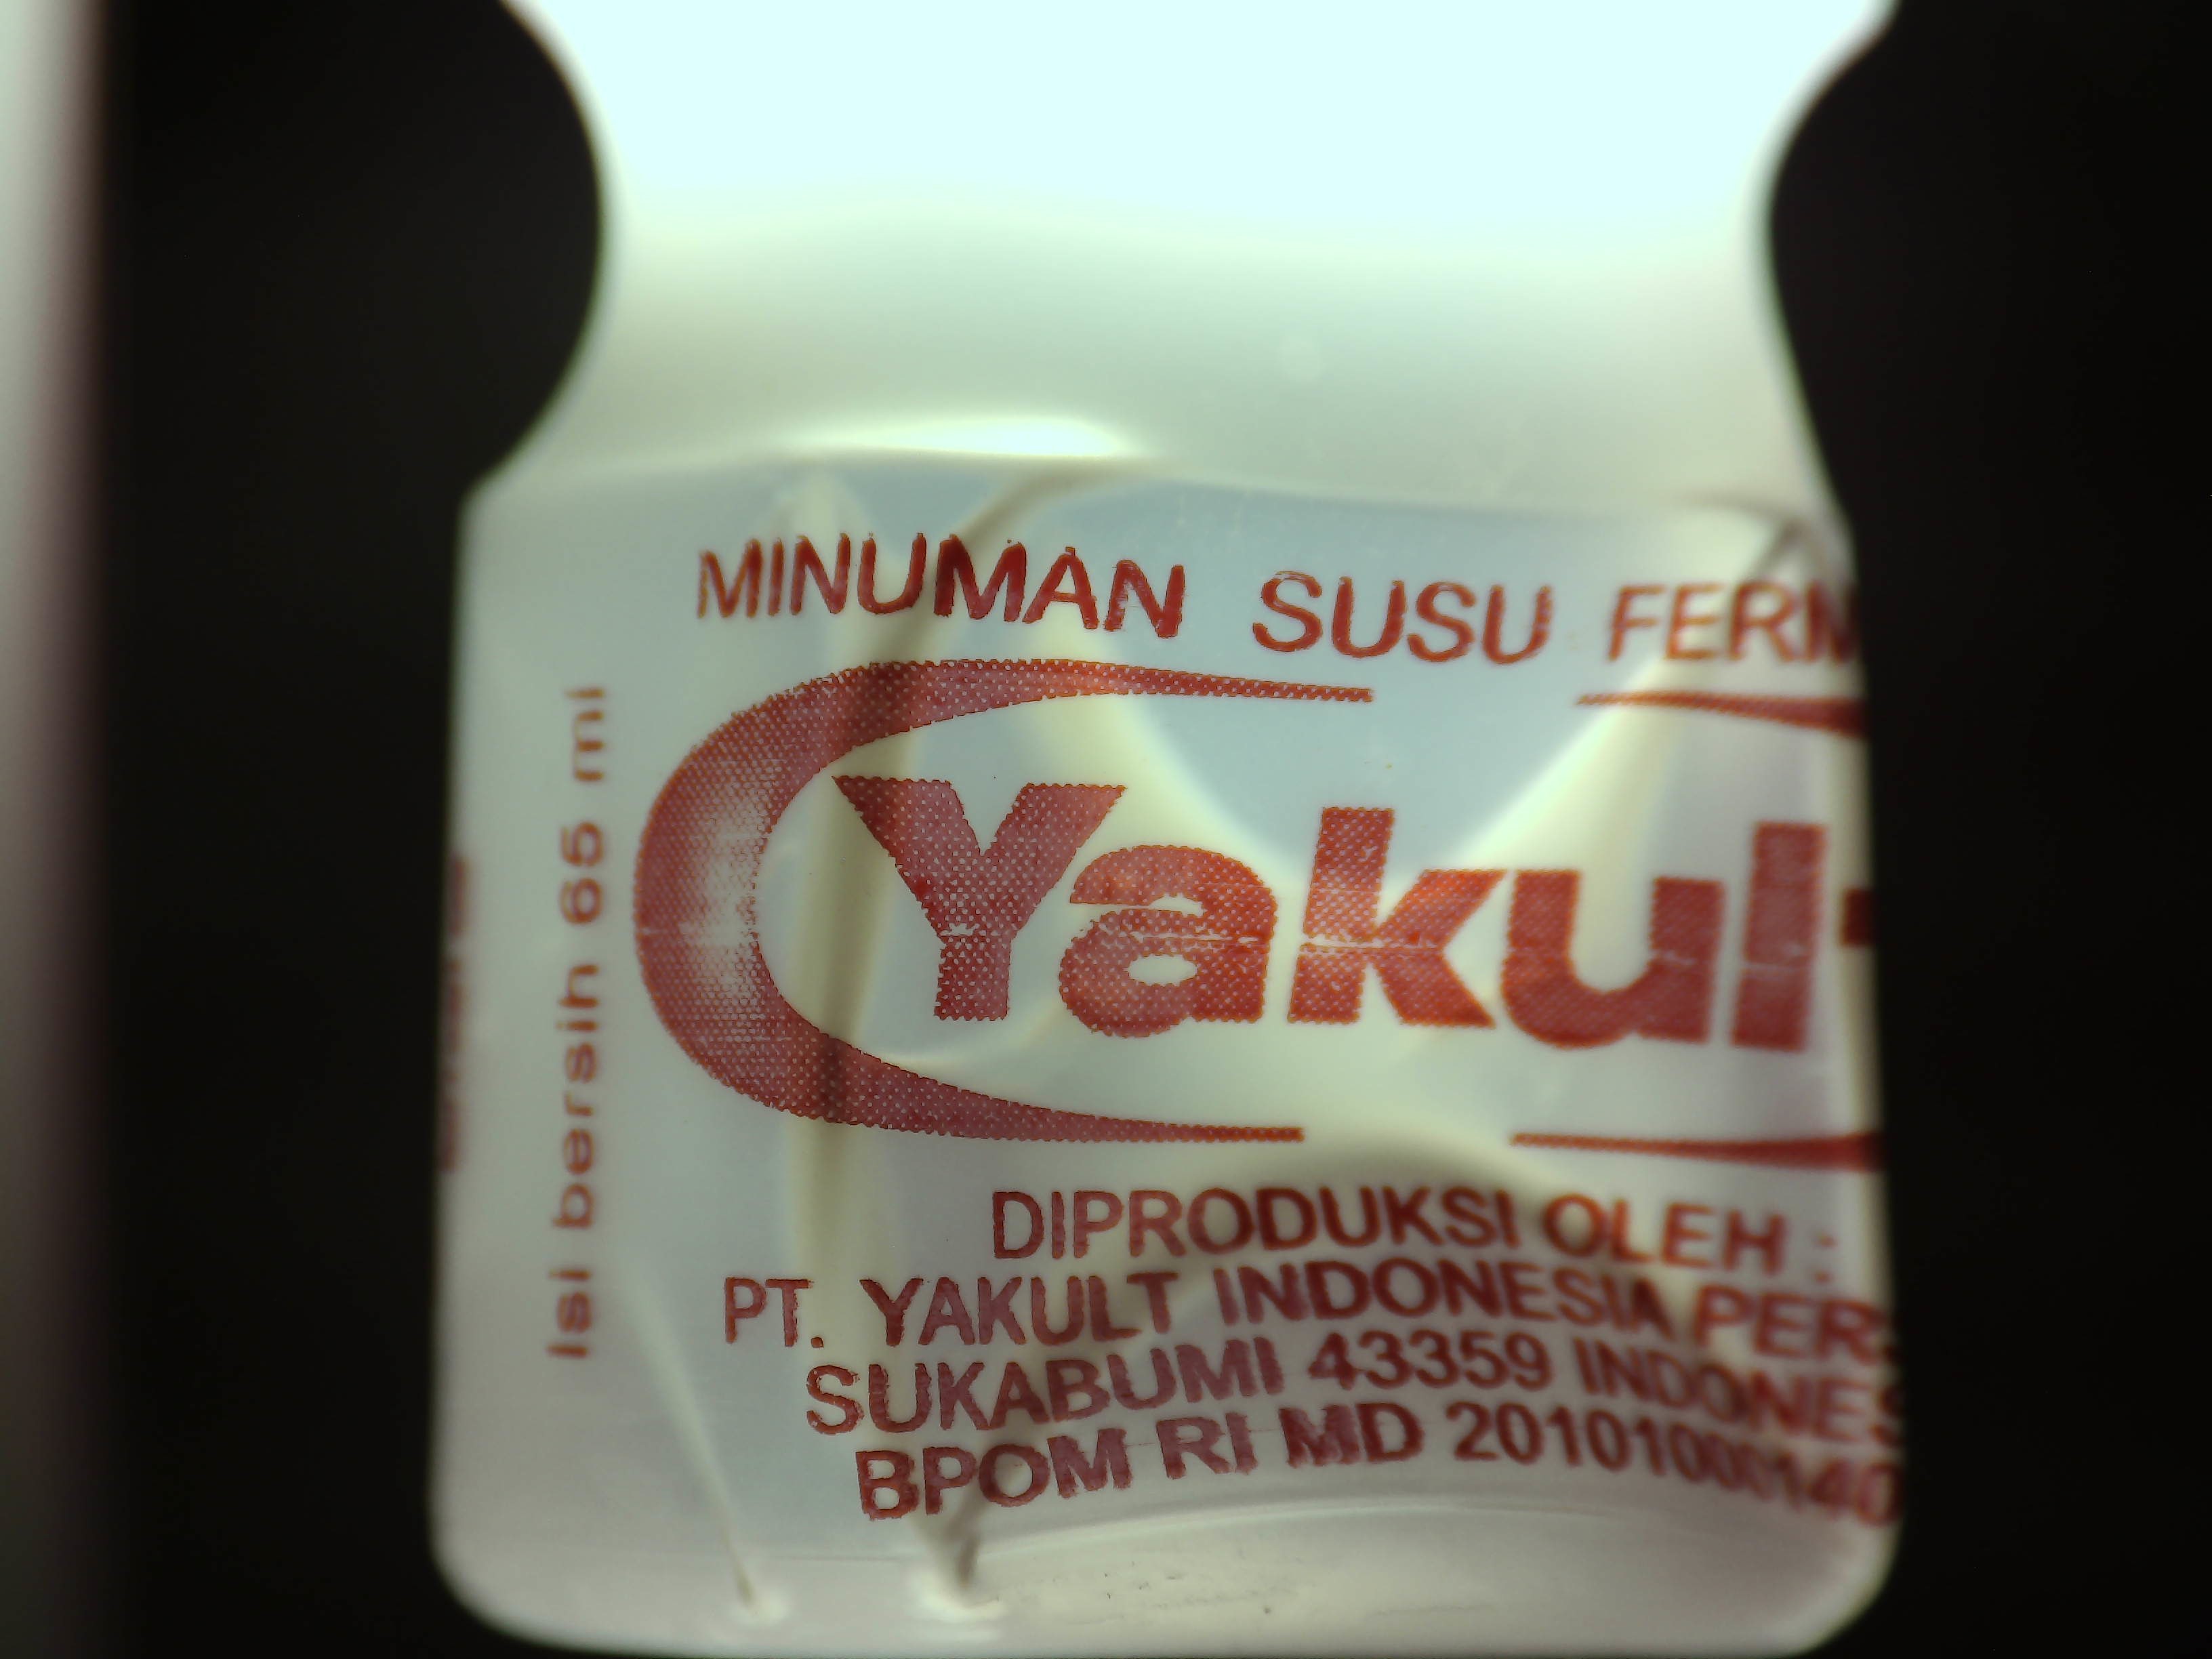 MINUMAN SUSU
Yakul
Isi bersih 65 ml
DIPRODUKSI OLEH :
PT. YAKULT INDONESIA
SUKABUMI 43359
BPOM RI MD